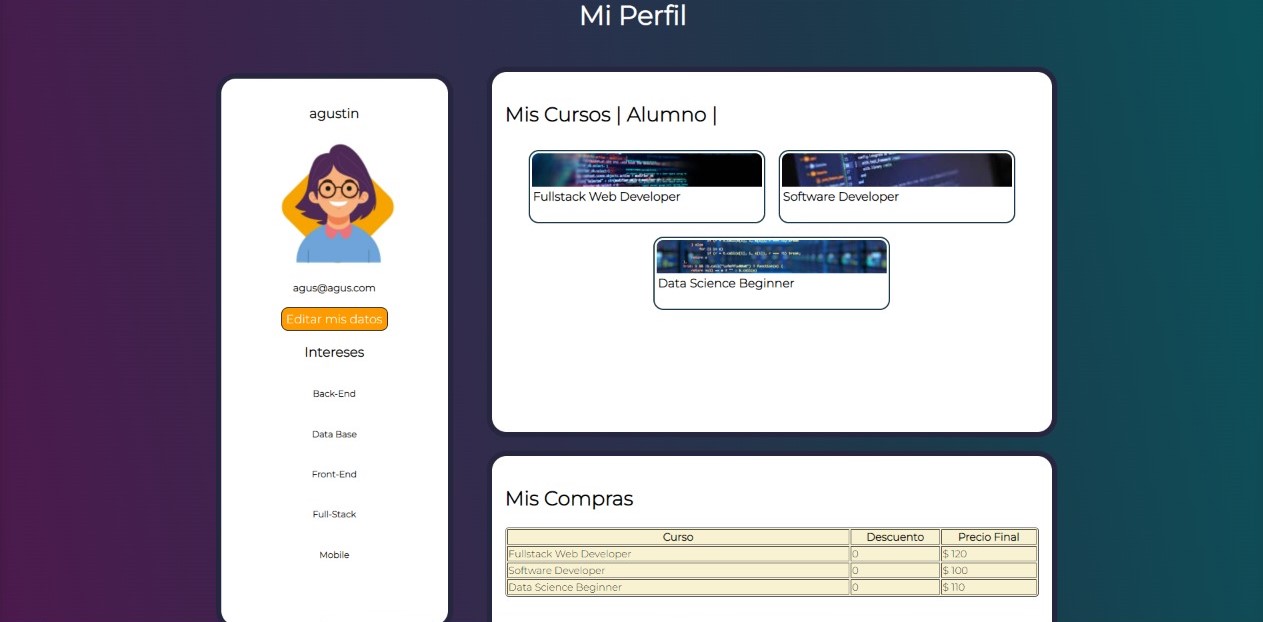 Mi Perfil
agustin
agus@agus.com
Editar mis datos
Intereses
Back-End
Data Base
Front-End
Full-Stack
Mobile
Mis Cursos | Alumno |
Fullstack Web Developer
Software Developer
Data Science Beginner
Mis Compras
Curso Descuento Precio Final
Fullstack Web Developer 0 $ 120
Software Developer 0 $ 100
Data Science Beginner 0 $ 110